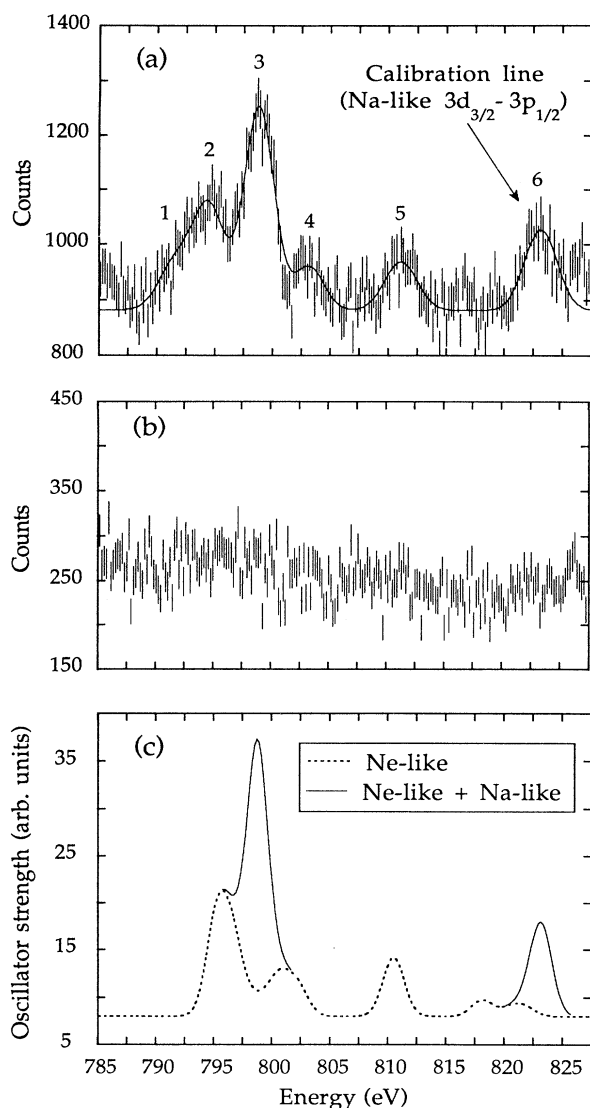 1400
(a)
3
Calibration line
(Na-like 3d3/2- 3p1/2)
1200
2
6
1
4
5
1000
800
Counts
450
(b)
350
250
150
Counts
(c)
35
25
15
5
Oscillator strength (arb. units)
Ne-like
Ne-like + Na-like
785 790 795 800 805 810 815 820 825
Energy (eV)